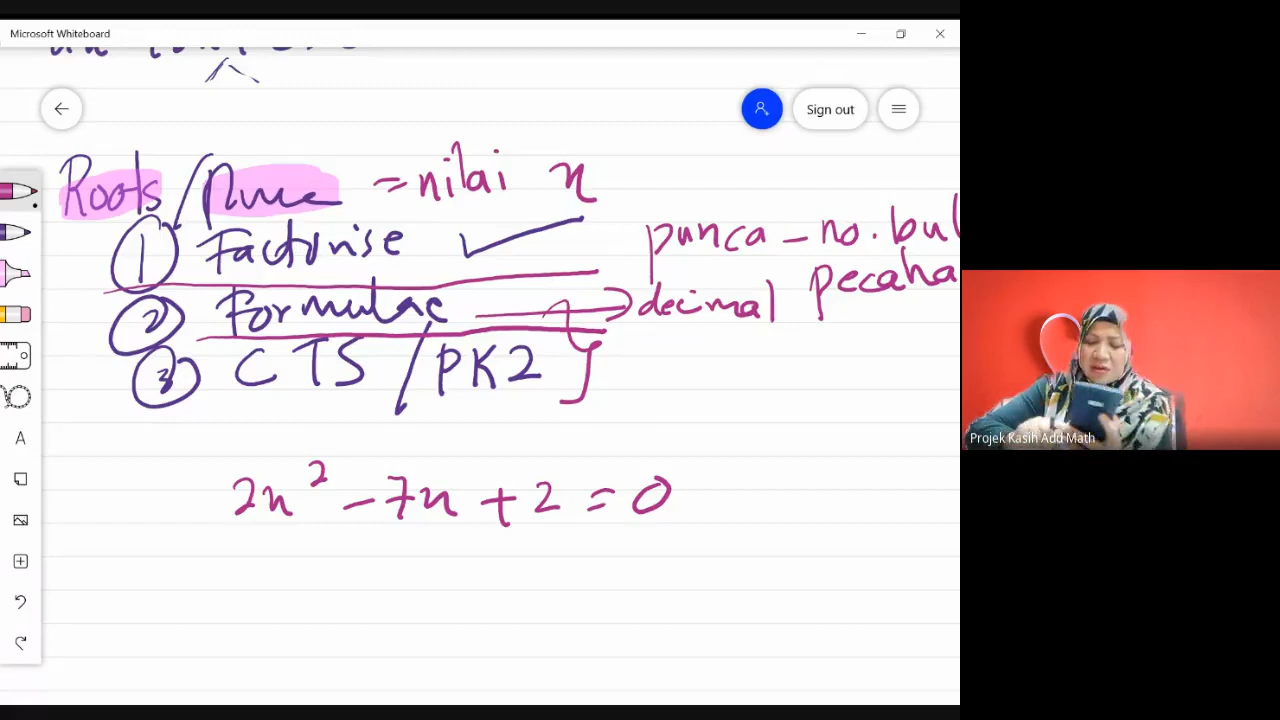 Microsoft Whiteboard
Sign out
Roots / Punca = nilai x
1 Factorise ✓
punca - no. bul
pecaha
2 Formulae → decimal
3 CTS / PK2
2x² - 7x + 2 = 0
A
Projek Kasih Add Math